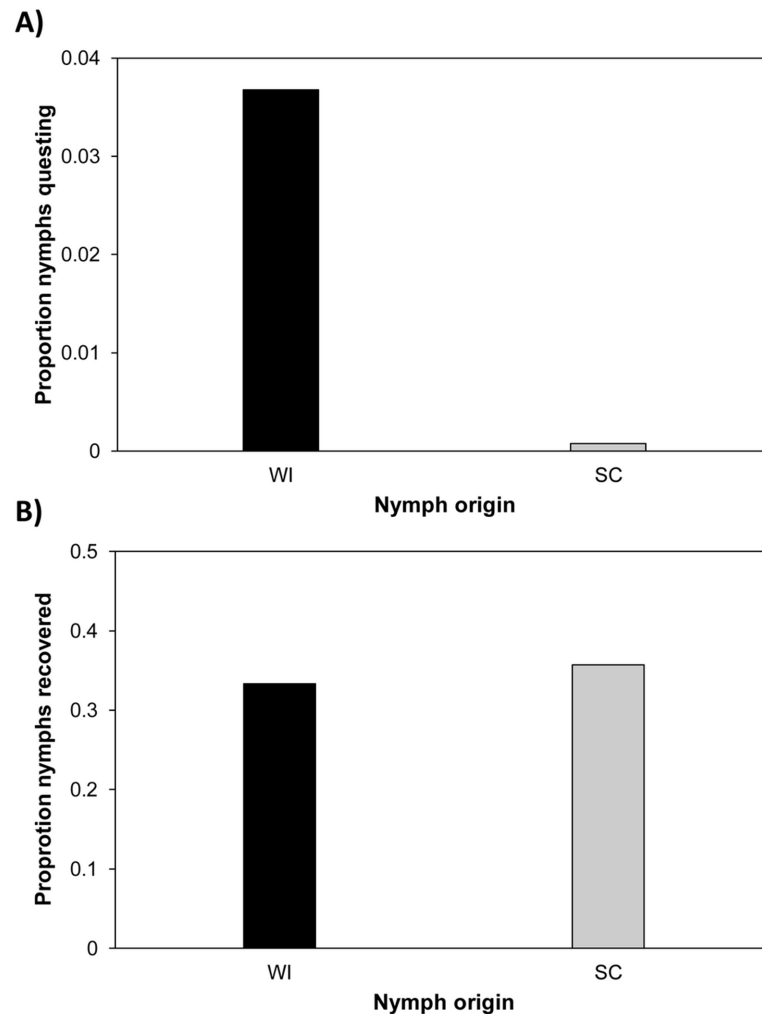 A)
0.04
0.03
0.02
0.01
0
Proportion nymphs questing
WI SC
Nymph origin
B)
0.5
0.4
0.3
0.2
0.1
0
Proprotion nymphs recovered
WI SC
Nymph origin